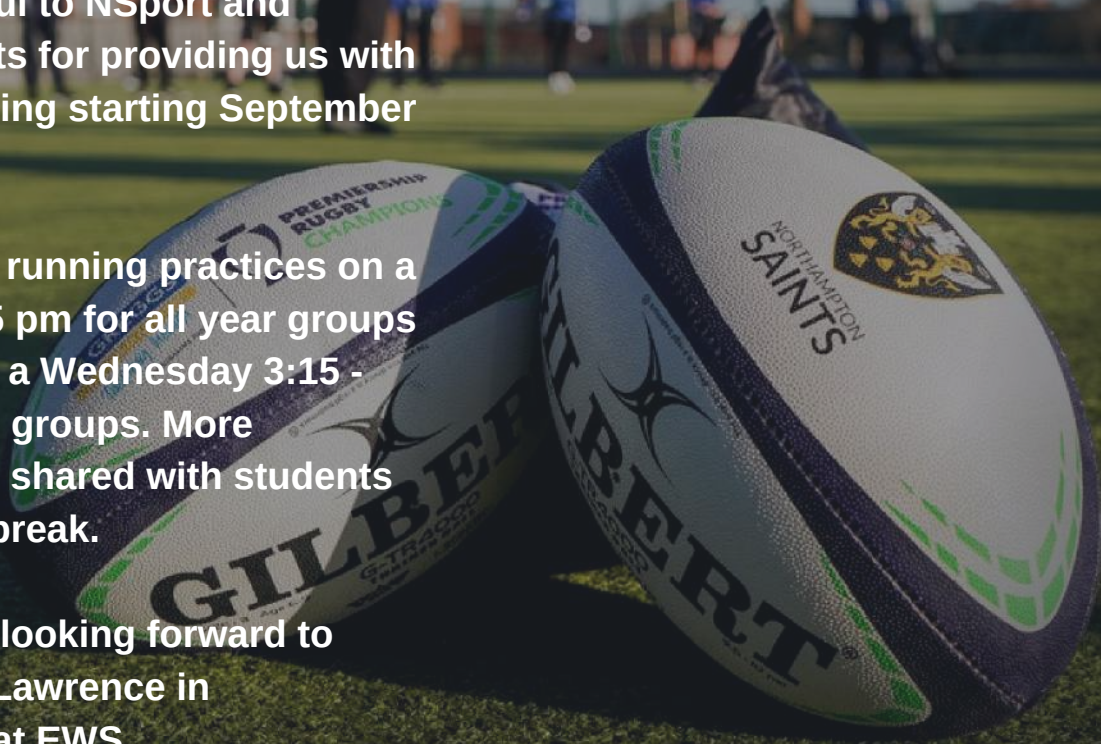 ul to NSport and
ts for providing us with
ing starting September
running practices on a
5 pm for all year groups
a Wednesday 3:15 -
groups. More
shared with students
break.
looking forward to
Lawrence in
at EWS
PREMIERSHIP
RUGBY
CHAMPIONS
GILBERT
G-TR4000
NORTHAMPTON
SAINTS
GILBERT